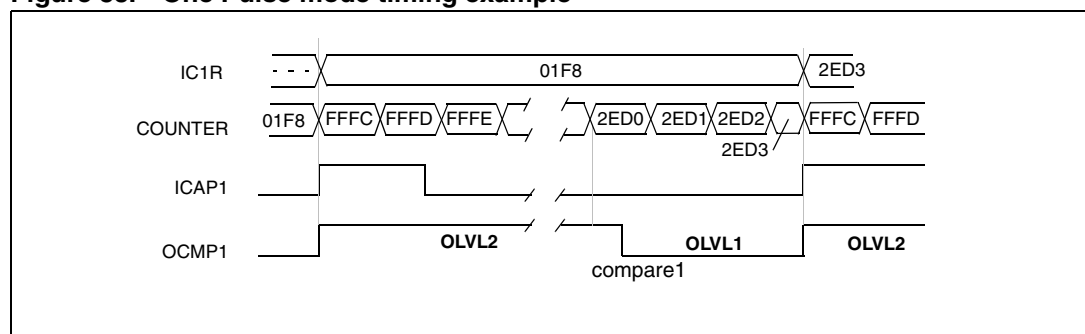 Figure 55. One Pulse mode timing example
IC1R - - - 01F8 2ED3
COUNTER 01F8 FFFC FFFD FFFE 2ED0 2ED1 2ED2 FFFC FFFD
2ED3
ICAP1
OCMP1 OLVL2 OLVL1 OLVL2
compare1